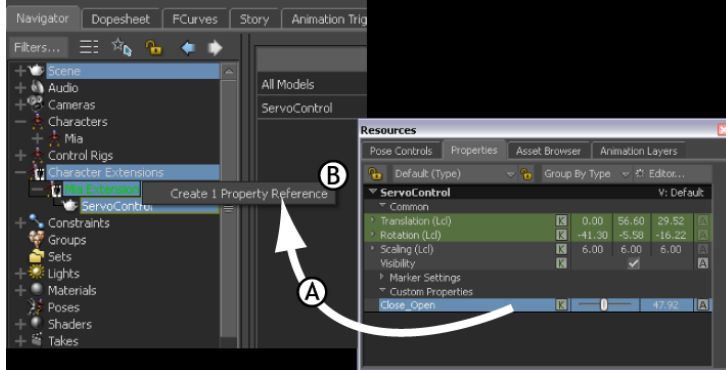 Navigator Dopesheet FCurves Story Animation Trig
Filters...
Scene
Audio
Cameras
Characters
Mia
Control Rigs
Character Extensions
Mia Extension
ServoControl
Constraints
Groups
Sets
Lights
Materials
Poses
Shaders
Takes
All Models
ServoControl
Create 1 Property Reference
B
A
Resources
Pose Controls Properties Asset Browser Animation Layers
Default (Type) Group By Type Editor...
ServoControl V: Default
Common
Translation (Lcl) K 0.00 56.60 29.52 A
Rotation (Lcl) K -41.30 -5.58 -16.22 A
Scaling (Lcl) K 6.00 6.00 6.00 A
Visibility K A
Marker Settings
Custom Properties
Close_Open K 47.92 A